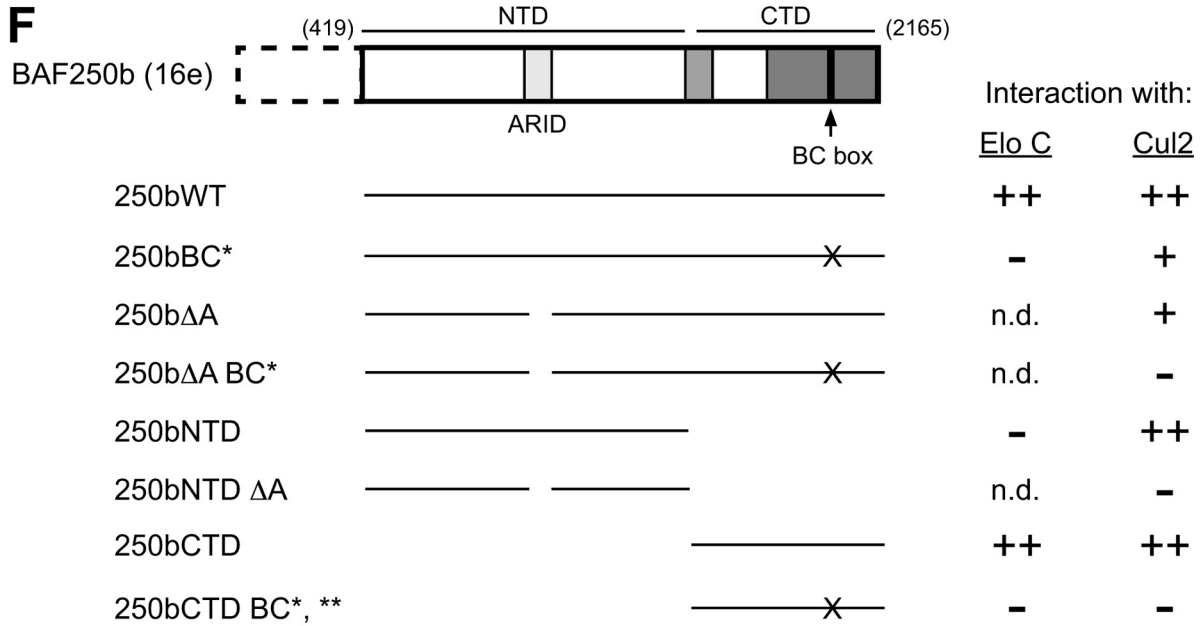 F
NTD CTD
(419) (2165)
BAF250b (16e)
ARID
BC box
Interaction with:
Elo C Cul2
250bWT ++ ++
250bBC* X - +
250bΔA n.d. +
250bΔA BC* X n.d. -
250bNTD - ++
250bNTD ΔA n.d. -
250bCTD ++ ++
250bCTD BC*, ** X - -